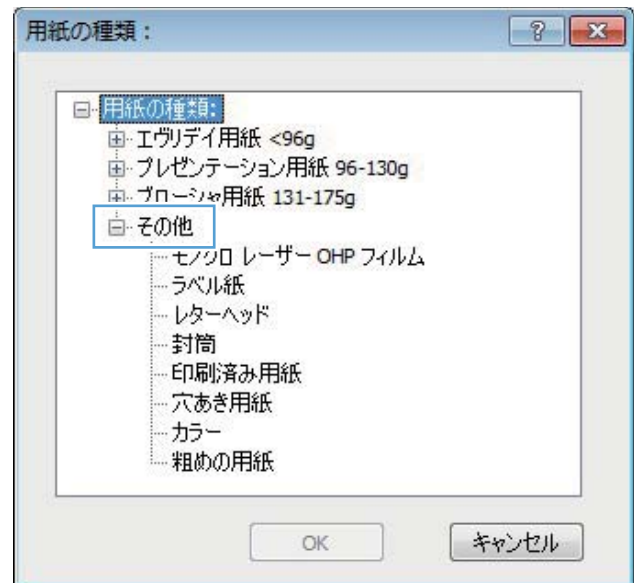 用紙の種類：
用紙の種類:
エヴリデイ用紙 <96g
プレゼンテーション用紙 96-130g
ブローシャ用紙 131-175g
その他
モノクロ レーザー OHP フィルム
ラベル紙
レターヘッド
封筒
印刷済み用紙
穴あき用紙
カラー
粗めの用紙
OK
キャンセル